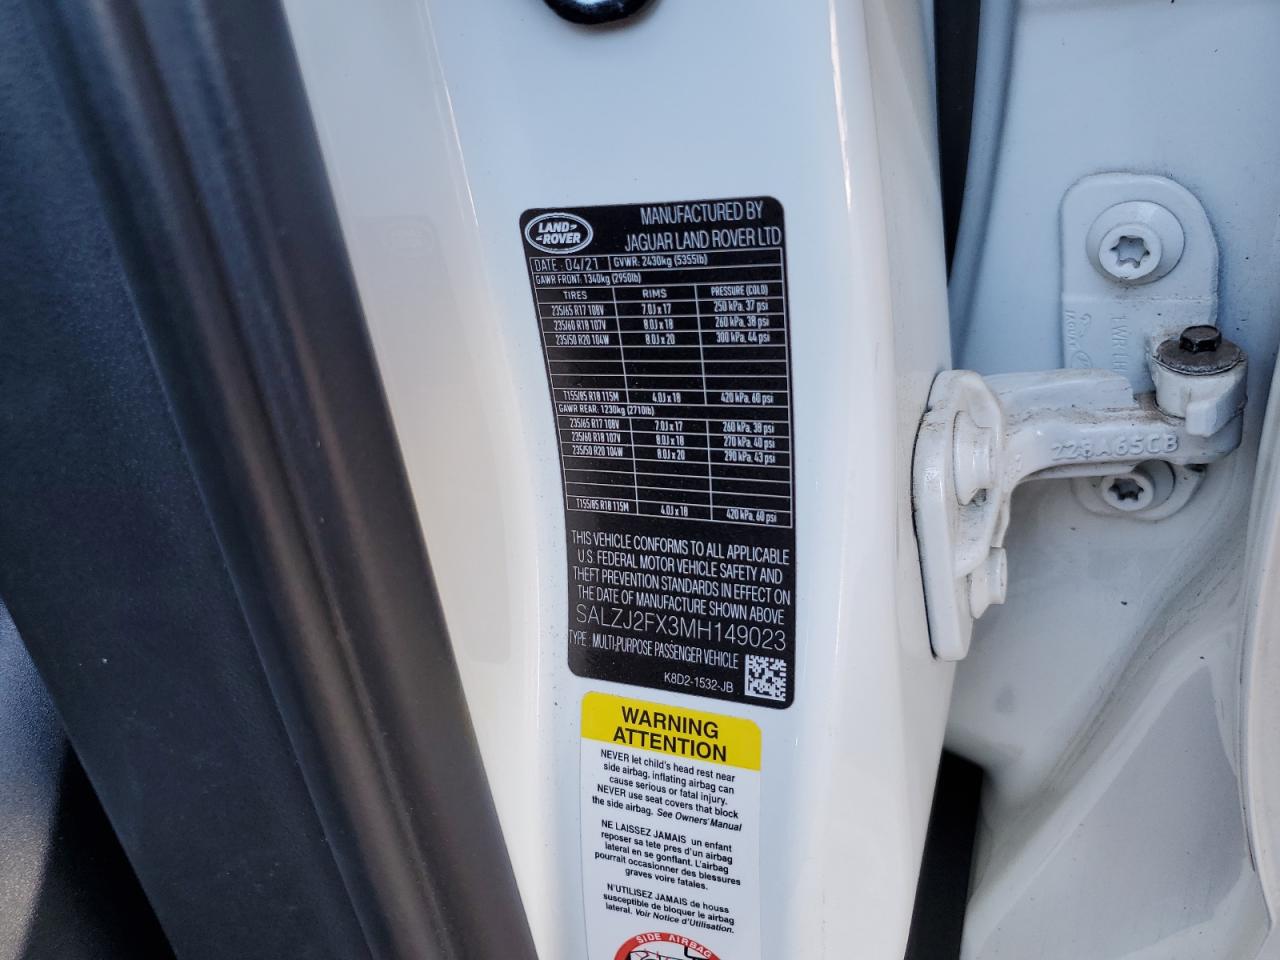 LAND ROVER
MANUFACTURED BY
JAGUAR LAND ROVER LTD
DATE : 04/21 GVWR: 2430kg (5355lb)
GAWR FRONT: 1340kg (2950lb)
TIRES RIMS PRESSURE (COLD)
235/65 R17 108V 7.0J x 17 250 kPa, 37 psi
235/60 R18 107V 8.0J x 18 260 kPa, 38 psi
235/50 R20 104W 8.0J x 20 300 kPa, 44 psi
T155/85 R18 115M 4.0J x 18 420 kPa, 60 psi
GAWR REAR: 1230kg (2710lb)
235/65 R17 108V 7.0J x 17 260 kPa, 38 psi
235/60 R18 107V 8.0J x 18 270 kPa, 40 psi
235/50 R20 104W 8.0J x 20 290 kPa, 43 psi
T155/85 R18 115M 4.0J x 18 420 kPa, 60 psi
THIS VEHICLE CONFORMS TO ALL APPLICABLE
U.S. FEDERAL MOTOR VEHICLE SAFETY AND
THEFT PREVENTION STANDARDS IN EFFECT ON
THE DATE OF MANUFACTURE SHOWN ABOVE
SALZJ2FX3MH149023
TYPE : MULTI-PURPOSE PASSENGER VEHICLE
K8D2-1532-JB
WARNING
ATTENTION
NEVER let child's head rest near
side airbag, inflating airbag can
cause serious or fatal injury.
NEVER use seat covers that block
the side airbag. See Owners' Manual
NE LAISSEZ JAMAIS un enfant
reposer sa tete pres d'un airbag
lateral en se gonflant. L'airbag
pourrait occasionner des blessures
graves voire fatales.
N'UTILISEZ JAMAIS de houss
susceptible de bloquer le airbag
lateral. Voir Notice d'Utilisation.
SIDE AIRBAG
228A65CB